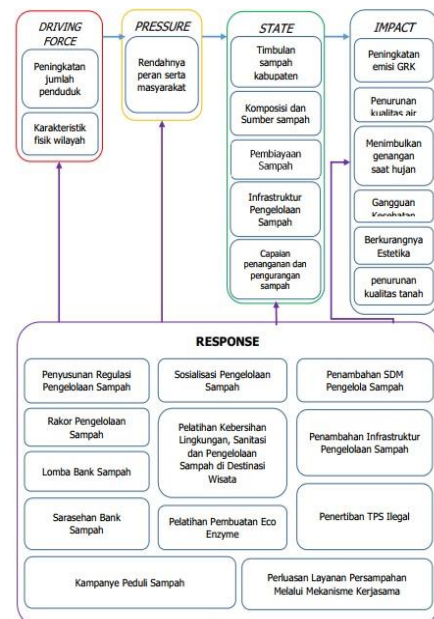 DRIVING
FORCE
Peningkatan
jumlah
penduduk
Karakteristik
fisik wilayah
PRESSURE
Rendahnya
peran serta
masyarakat
STATE
Timbulan
sampah
kabupaten
Komposisi dan
Sumber sampah
Pembiayaan
Sampah
Infrastruktur
Pengelolaan
Sampah
Capaian
penanganan dan
pengurangan
sampah
IMPACT
Peningkatan
emisi GRK
Penurunan
kualitas air
Menimbulkan
genangan
saat hujan
Gangguan
Kesehatan
Berkurangnya
Estetika
penurunan
kualitas tanah
RESPONSE
Penyusunan Regulasi
Pengelolaan Sampah
Sosialisasi Pengelolaan
Sampah
Penambahan SDM
Pengelola Sampah
Rakor Pengelolaan
Sampah
Pelatihan Kebersihan
Lingkungan, Sanitasi
dan Pengelolaan
Sampah di Destinasi
Wisata
Penambahan Infrastruktur
Pengelolaan Sampah
Lomba Bank Sampah
Sarasehan Bank
Sampah
Pelatihan Pembuatan Eco
Enzyme
Penertiban TPS Ilegal
Kampanye Peduli Sampah
Perluasan Layanan Persampahan
Melalui Mekanisme Kerjasama